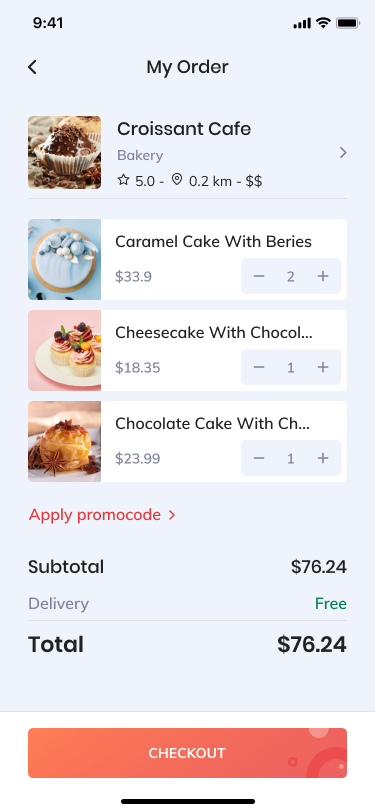 9:41
My Order
Croissant Cafe
Bakery
5.0 - 0.2 km - $$
Caramel Cake With Beries
$33.9
− 2 +
Cheesecake With Chocol...
$18.35
− 1 +
Chocolate Cake With Ch...
$23.99
− 1 +
Apply promocode
Subtotal $76.24
Delivery Free
Total $76.24
CHECKOUT